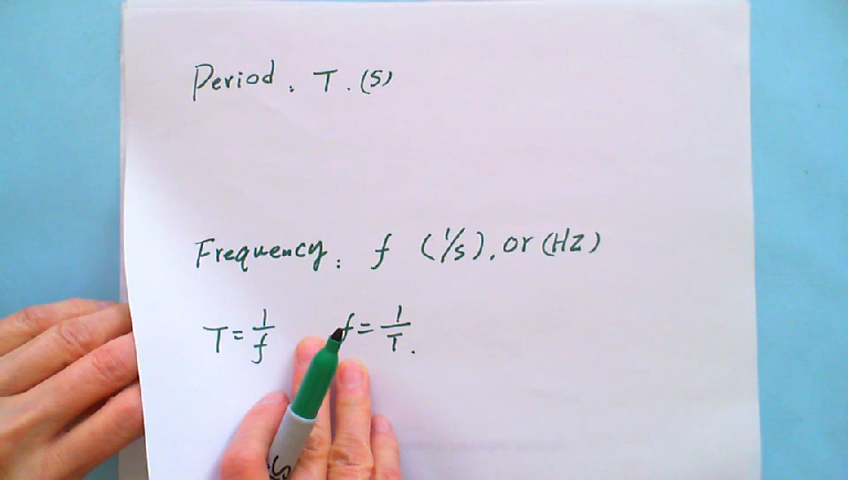 Period. T. (S)
Frequency: f (1/s), or (HZ)
T = 1/f f = 1/T.